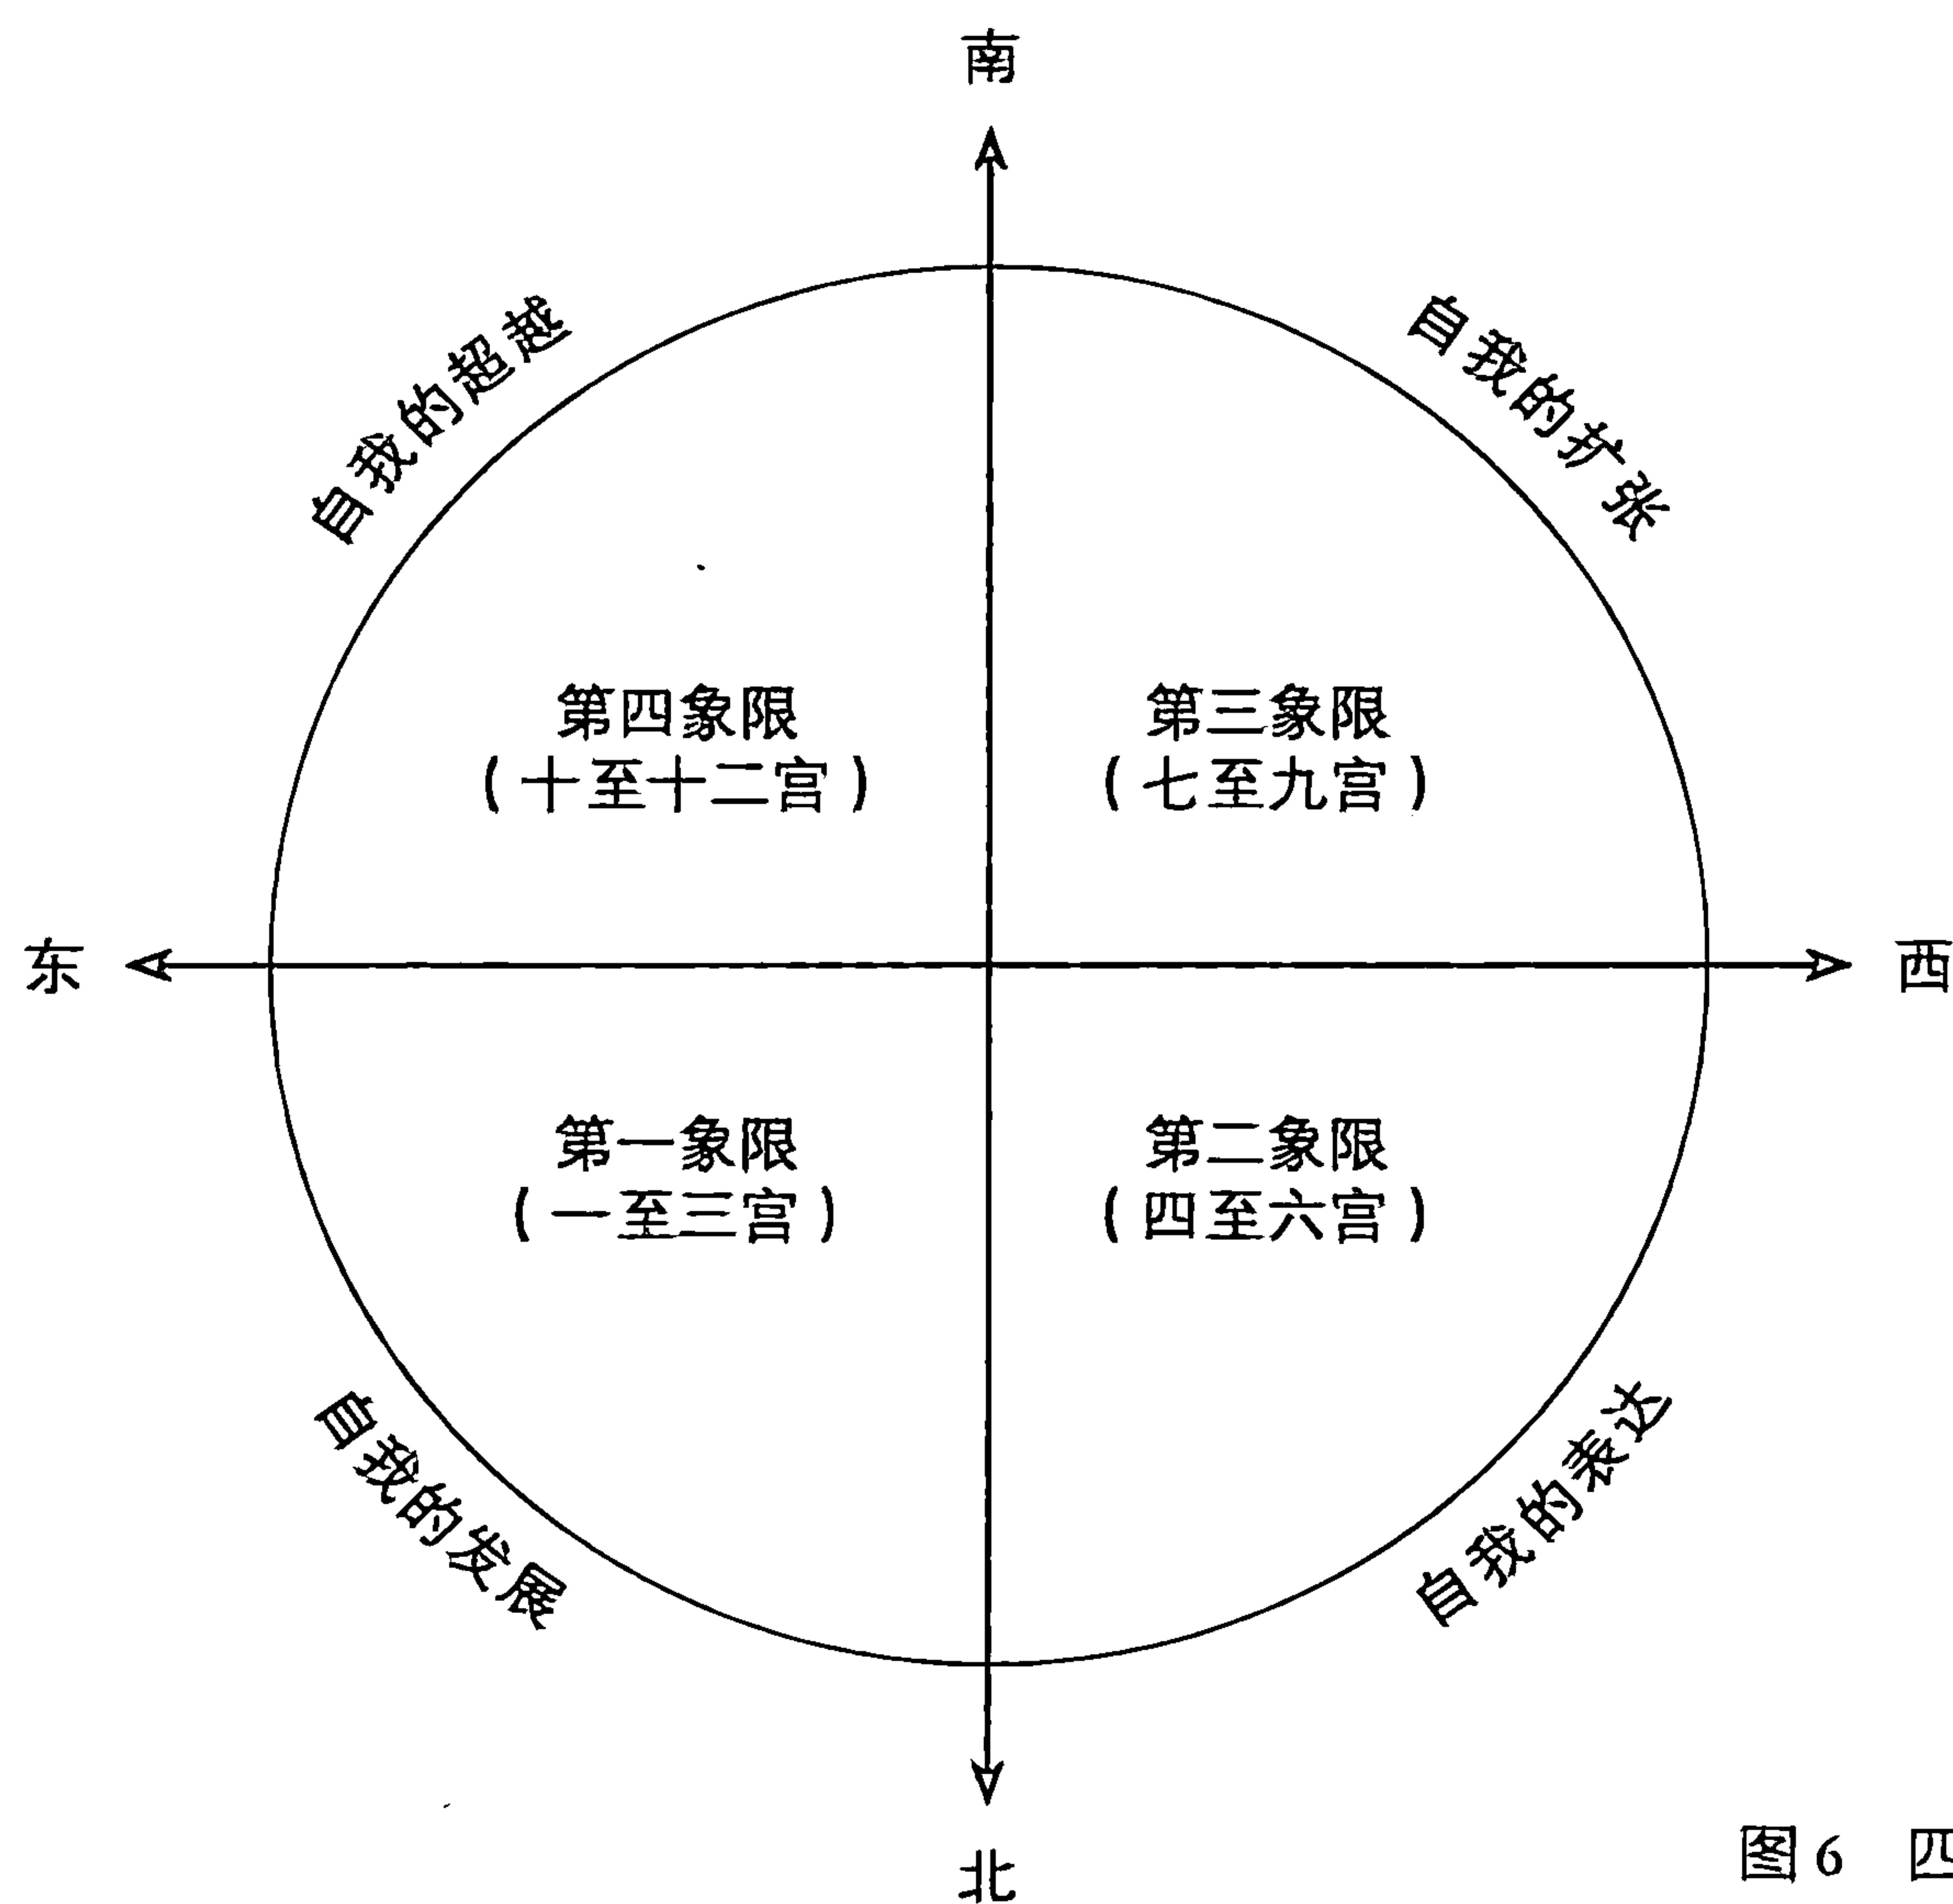 南
自我的超越
自我的扩张
第四象限
（十至十二宫）
第三象限
（七至九宫）
东
西
第一象限
（一至三宫）
第二象限
（四至六宫）
自我的发展
自我的表达
北
图6 四